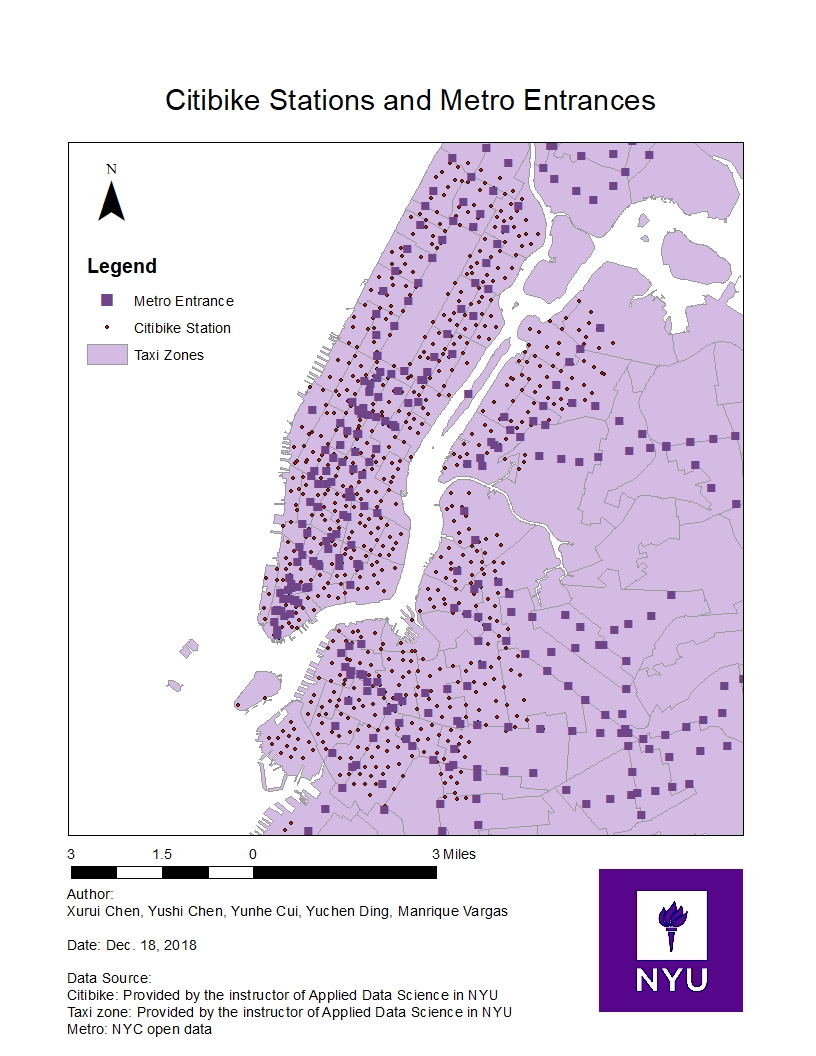 Citibike Stations and Metro Entrances
N
Legend
Metro Entrance
Citibike Station
Taxi Zones
3 1.5 0 3 Miles
Author:
Xurui Chen, Yushi Chen, Yunhe Cui, Yuchen Ding, Manrique Vargas
Date: Dec. 18, 2018
Data Source:
Citibike: Provided by the instructor of Applied Data Science in NYU
Taxi zone: Provided by the instructor of Applied Data Science in NYU
Metro: NYC open data
NYU